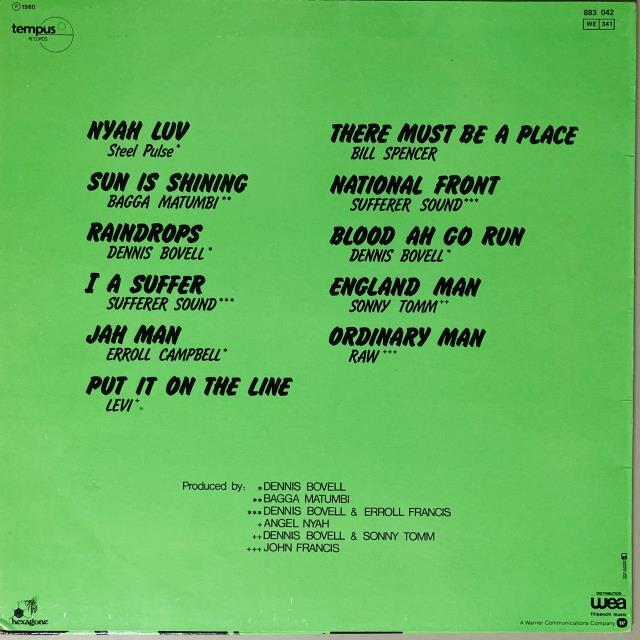 ℗ 1980
tempus
RECORDS
883 042
WE 341
NYAH LUV
Steel Pulse *
SUN IS SHINING
BAGGA MATUMBI **
RAINDROPS
DENNIS BOVELL *
I A SUFFER
SUFFERER SOUND ***
JAH MAN
ERROLL CAMPBELL *
PUT IT ON THE LINE
LEVI +
THERE MUST BE A PLACE
BILL SPENCER
NATIONAL FRONT
SUFFERER SOUND ***
BLOOD AH GO RUN
DENNIS BOVELL *
ENGLAND MAN
SONNY TOMM ++
ORDINARY MAN
RAW +++
Produced by: * DENNIS BOVELL
** BAGGA MATUMBI
*** DENNIS BOVELL & ERROLL FRANCIS
+ ANGEL NYAH
++ DENNIS BOVELL & SONNY TOMM
+++ JOHN FRANCIS
hexagone
DISTRIBUTION
wea
filipacchi music
A Warner Communications Company